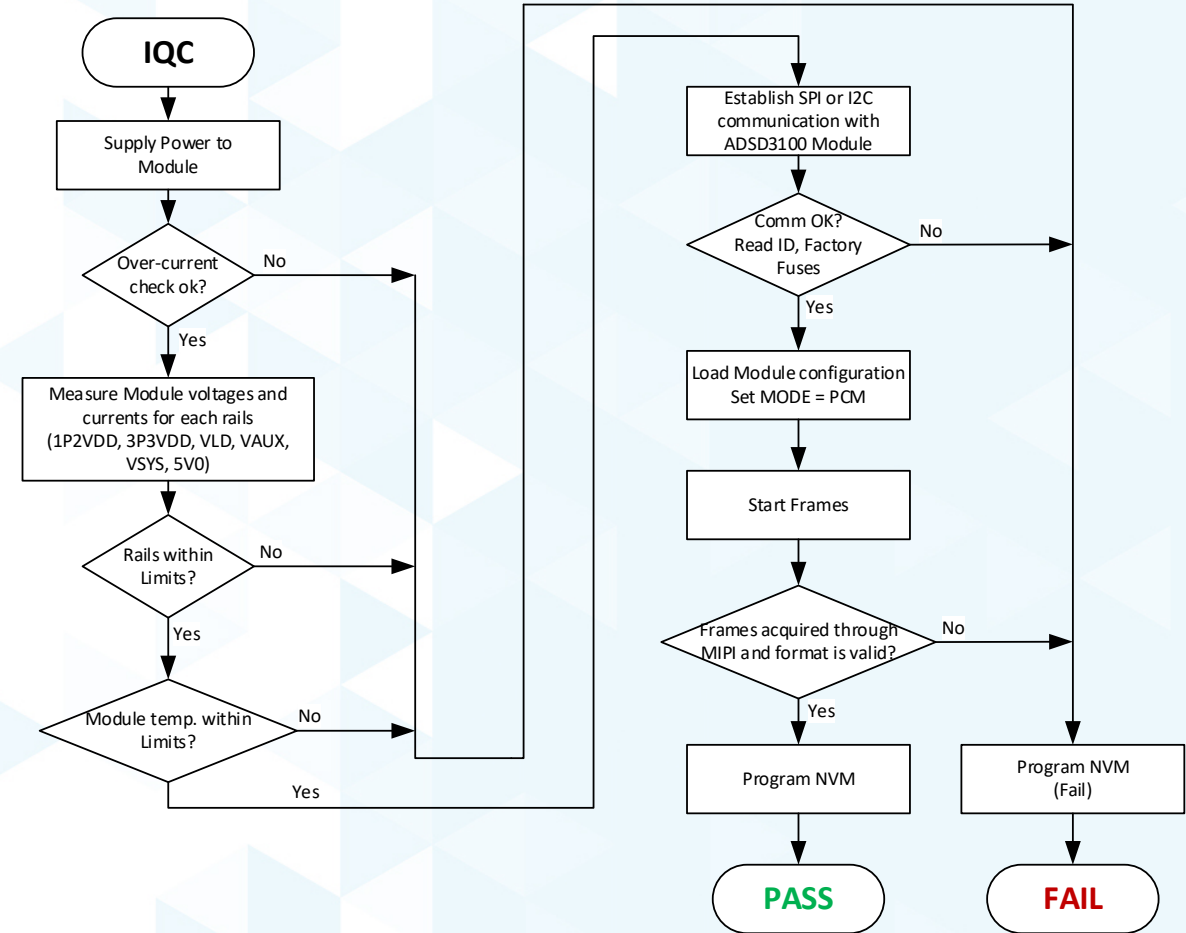 IQC
Supply Power to
Module
Over-current
check ok?
No
Yes
Measure Module voltages and
currents for each rails
(1P2VDD, 3P3VDD, VLD, VAUX,
VSYS, 5V0)
Rails within
Limits?
No
Yes
Module temp. within
Limits?
No
Yes
Establish SPI or I2C
communication with
ADSD3100 Module
Comm OK?
Read ID, Factory
Fuses
No
Yes
Load Module configuration
Set MODE = PCM
Start Frames
Frames acquired through
MIPI and format is valid?
No
Yes
Program NVM
PASS
Program NVM
(Fail)
FAIL